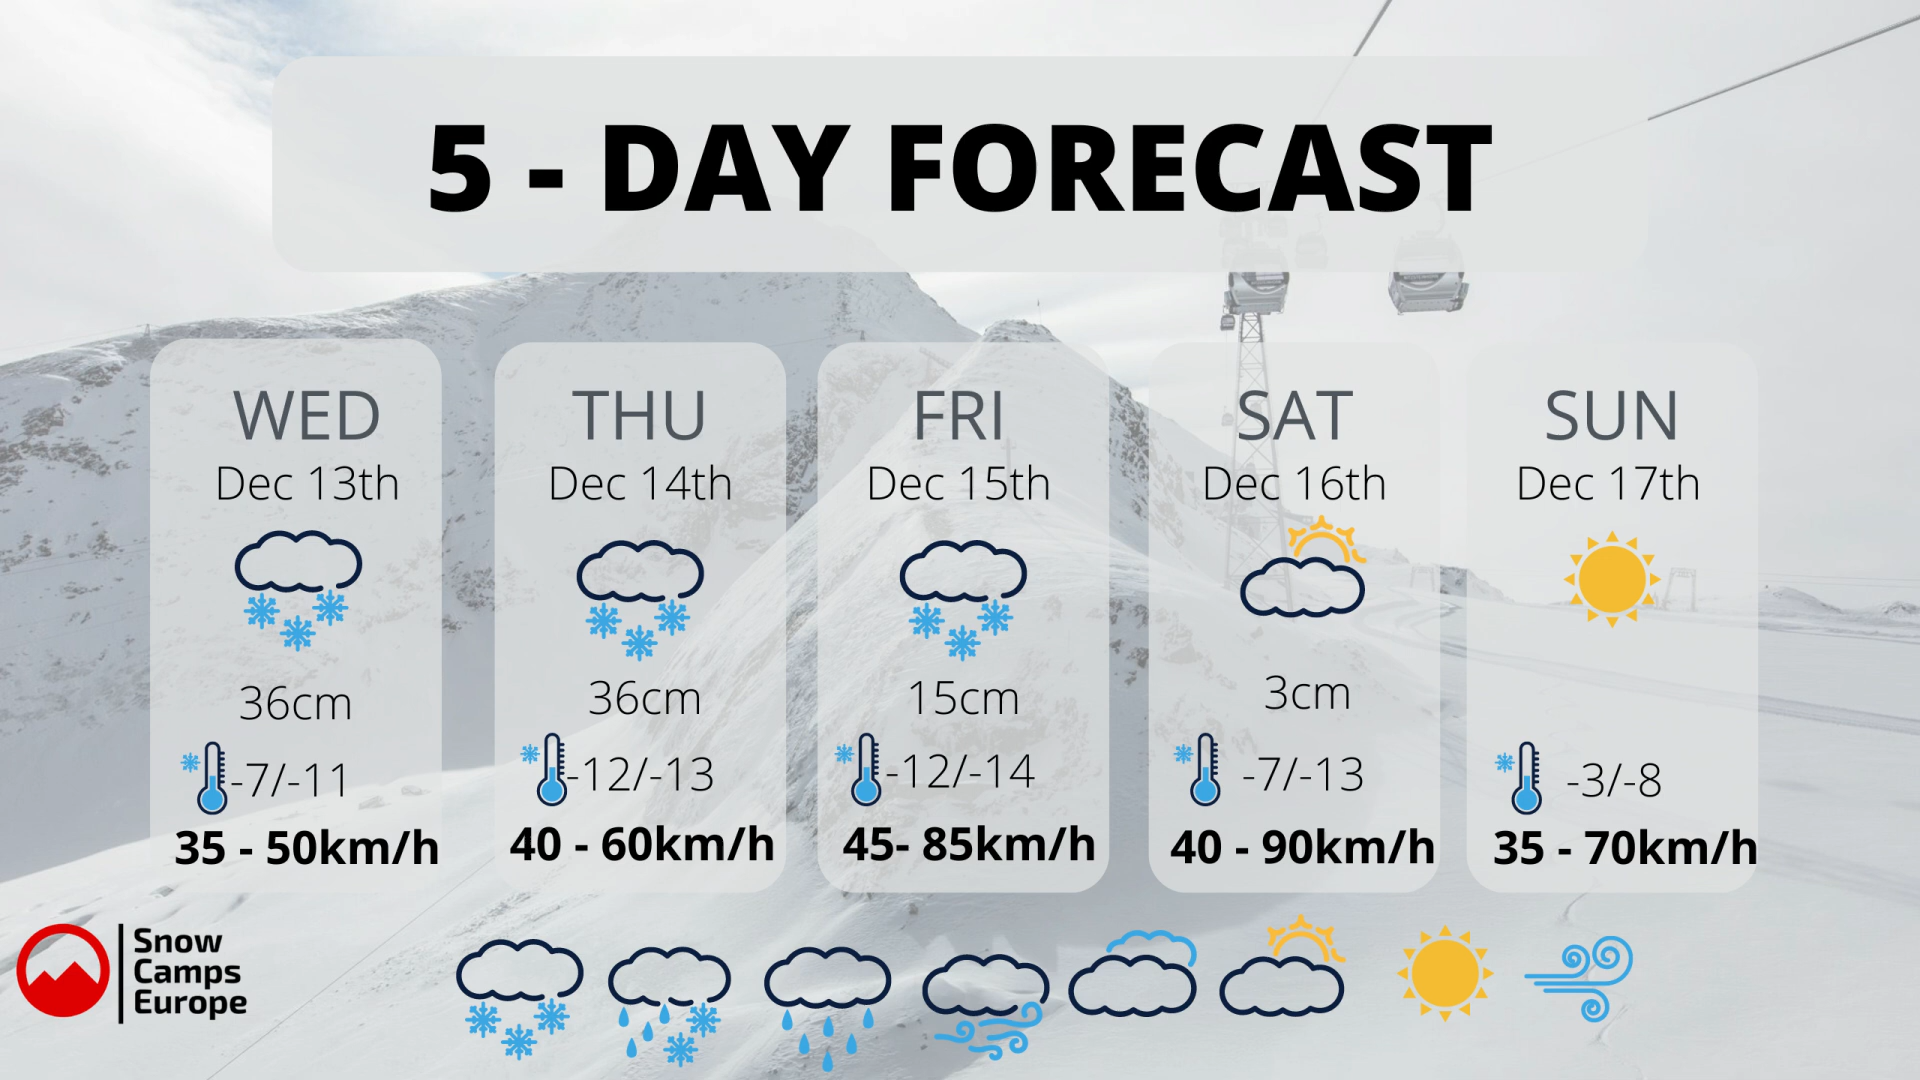 5 - DAY FORECAST
WED
Dec 13th
36cm
-7/-11
35 - 50km/h
THU
Dec 14th
36cm
-12/-13
40 - 60km/h
FRI
Dec 15th
15cm
-12/-14
45- 85km/h
SAT
Dec 16th
3cm
-7/-13
40 - 90km/h
SUN
Dec 17th
-3/-8
35 - 70km/h
Snow
Camps
Europe